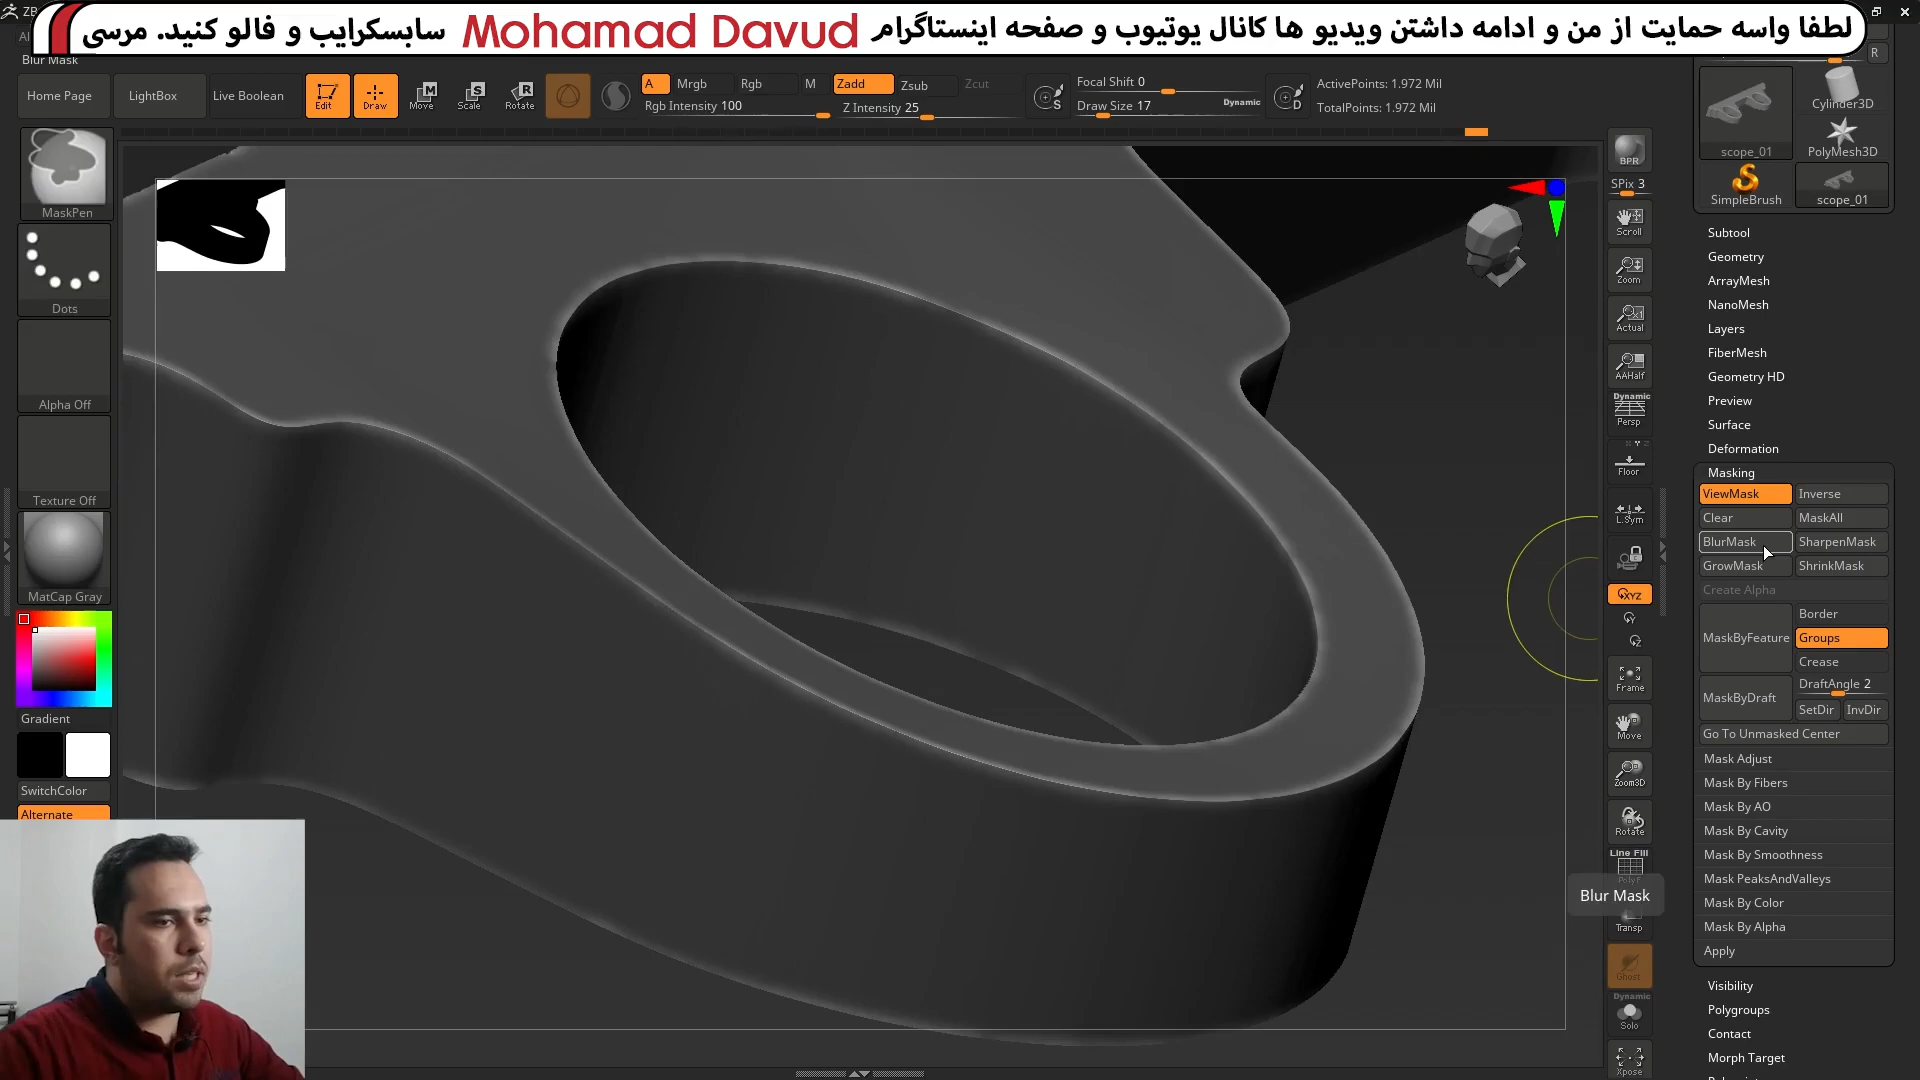 ZB
لطفا واسه حمایت از من و ادامه داشتن ویدیو ها کانال یوتیوب و صفحه اینستاگرام Mohamad Davud سابسکرایب و فالو کنید. مرسی
Al
Blur Mask
R
Home Page
LightBox
Live Boolean
Edit
Draw
Move
Scale
Rotate
A
Mrgb
Rgb
M
Zadd
Zsub
Zcut
Rgb Intensity 100
Z Intensity 25
Focal Shift 0
Draw Size 17
Dynamic
ActivePoints: 1.972 Mil
TotalPoints: 1.972 Mil
S
D
MaskPen
Dots
Alpha Off
Texture Off
MatCap Gray
Gradient
SwitchColor
Alternate
BPR
SPix 3
Scroll
Zoom
Actual
AAHalf
Dynamic
Persp
Floor
L.Sym
XYZ
Y
Z
Frame
Move
Zoom3D
Rotate
Line Fill
PolyF
Blur Mask
Transp
Ghost
Dynamic
Solo
Xpose
scope_01
Cylinder3D
PolyMesh3D
SimpleBrush
scope_01
Subtool
Geometry
ArrayMesh
NanoMesh
Layers
FiberMesh
Geometry HD
Preview
Surface
Deformation
Masking
ViewMask
Inverse
Clear
MaskAll
BlurMask
SharpenMask
GrowMask
ShrinkMask
Create Alpha
MaskByFeature
Border
Groups
Crease
MaskByDraft
DraftAngle 2
SetDir
InvDir
Go To Unmasked Center
Mask Adjust
Mask By Fibers
Mask By AO
Mask By Cavity
Mask By Smoothness
Mask PeaksAndValleys
Mask By Color
Mask By Alpha
Apply
Visibility
Polygroups
Contact
Morph Target